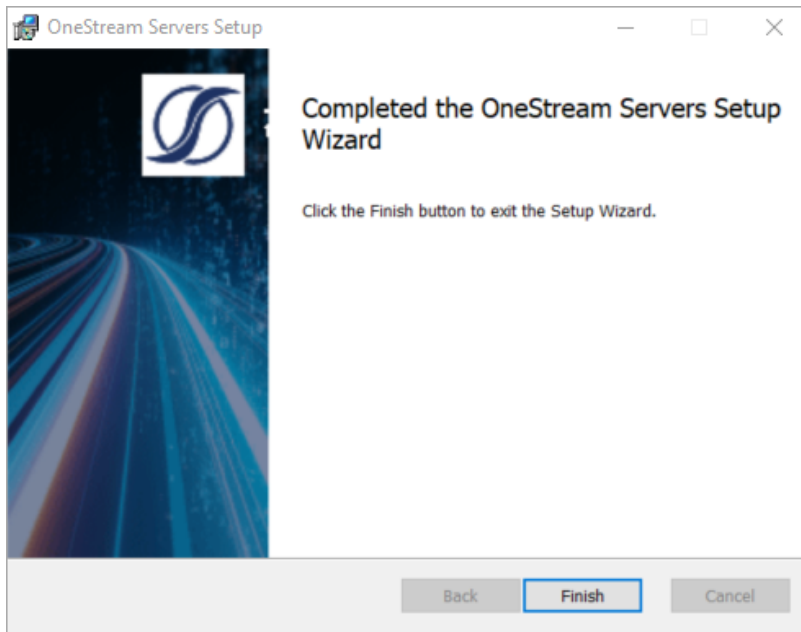 OneStream Servers Setup
Completed the OneStream Servers Setup
Wizard
Click the Finish button to exit the Setup Wizard.
Back
Finish
Cancel